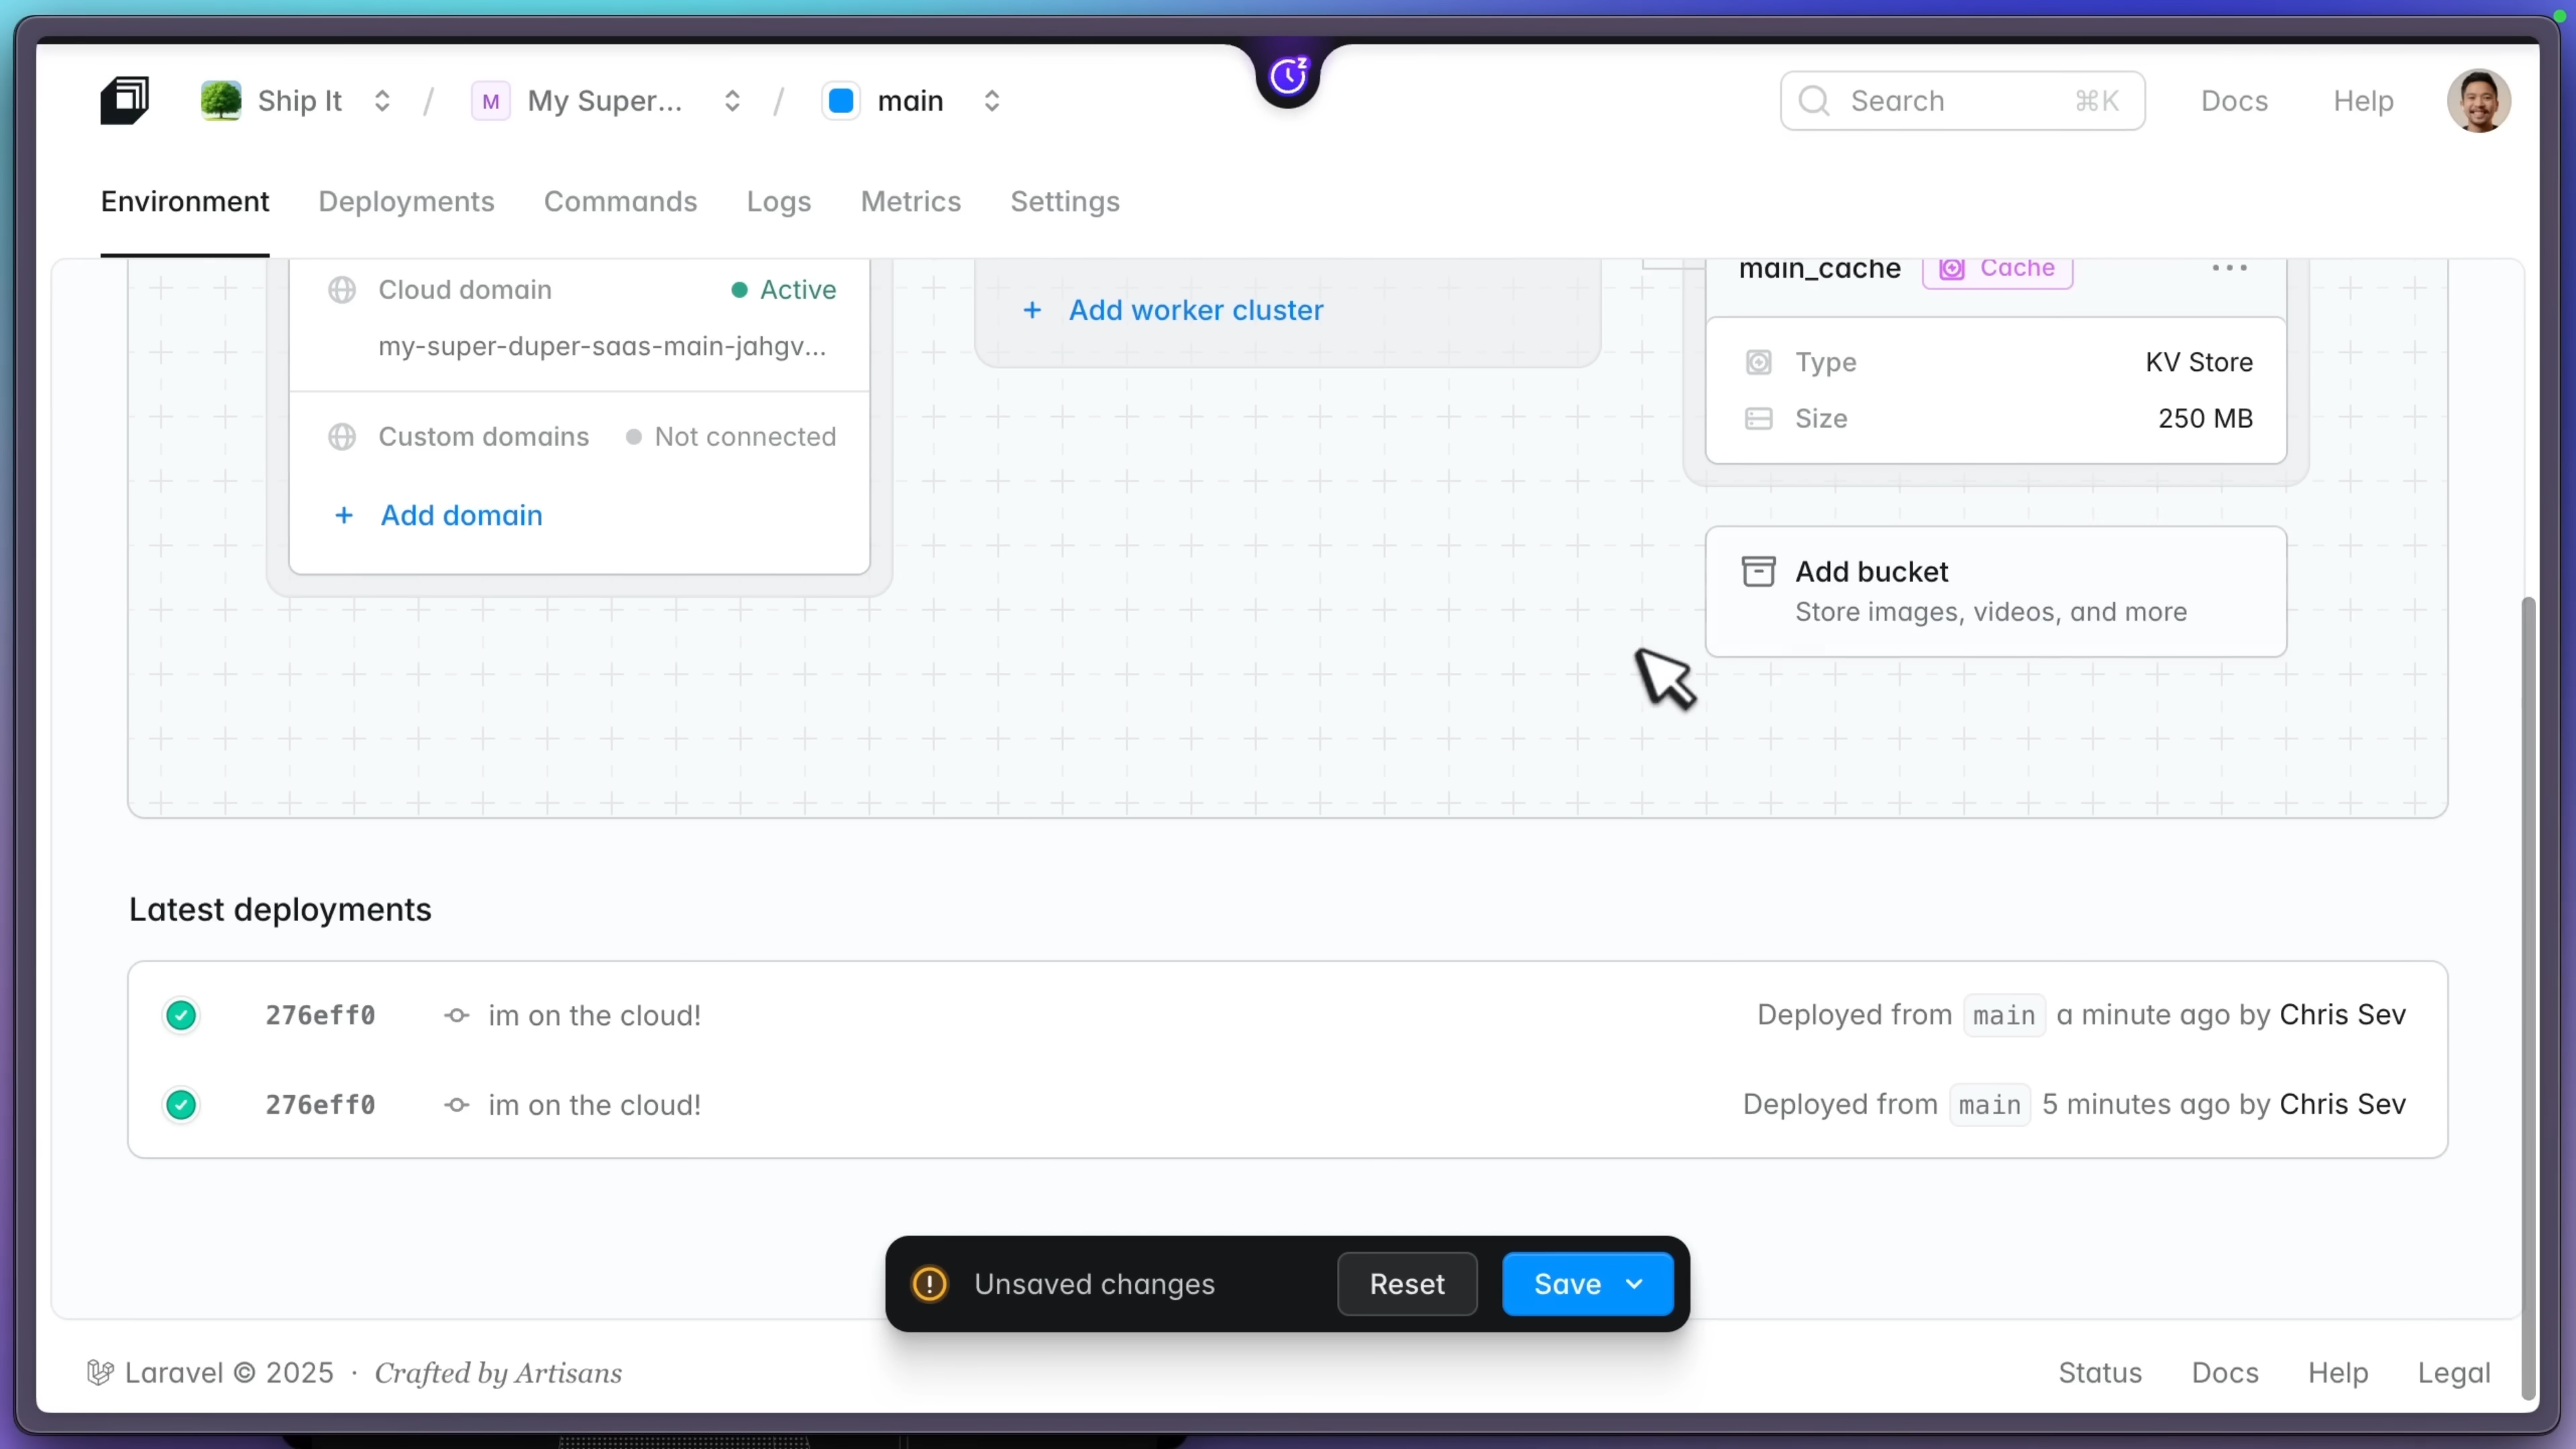 Ship It / M My Super... / main
Search ⌘K Docs Help
Environment Deployments Commands Logs Metrics Settings
Cloud domain Active
my-super-duper-saas-main-jahgv...
Custom domains Not connected
+ Add domain
+ Add worker cluster
main_cache Cache ...
Type KV Store
Size 250 MB
Add bucket
Store images, videos, and more
Latest deployments
276eff0 im on the cloud! Deployed from main a minute ago by Chris Sev
276eff0 im on the cloud! Deployed from main 5 minutes ago by Chris Sev
Unsaved changes Reset Save
Laravel © 2025 · Crafted by Artisans
Status Docs Help Legal